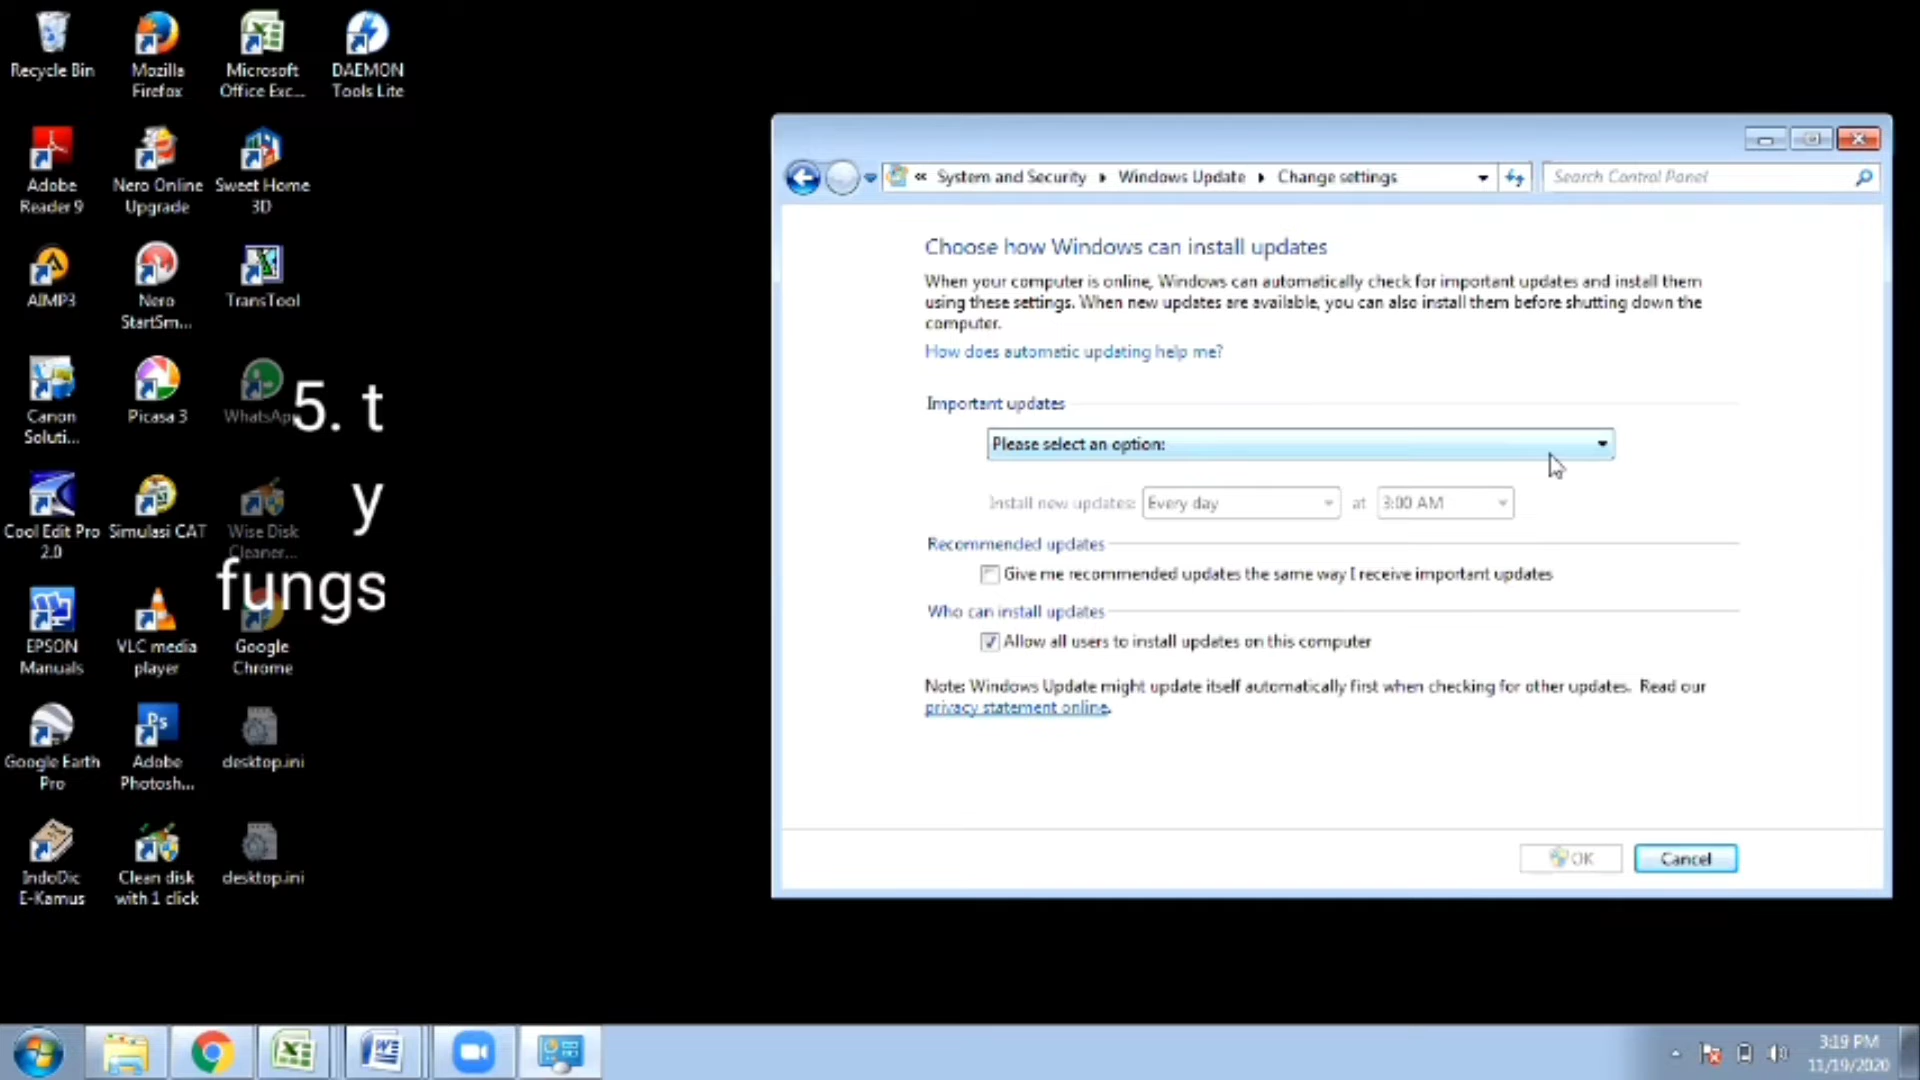 Recycle Bin
Mozilla
Firefox
Microsoft
Office Exc...
DAEMON
Tools Lite
Adobe
Reader 9
Nero Online
Upgrade
Sweet Home
3D
AIMP3
Nero
StartSm...
TransTool
Canon
Soluti...
Picasa 3
WhatsApp
Cool Edit Pro
2.0
Simulasi CAT
Wise Disk
Cleaner...
EPSON
Manuals
VLC media
player
Google
Chrome
Google Earth
Pro
Ps
Adobe
Photosh...
desktop.ini
IndoDic
E-Kamus
Clean disk
with 1 click
desktop.ini
5. t
y
fungs
« System and Security
Windows Update
Change settings
Search Control Panel
Choose how Windows can install updates
When your computer is online, Windows can automatically check for important updates and install them
using these settings. When new updates are available, you can also install them before shutting down the
computer.
How does automatic updating help me?
Important updates
Please select an option:
Install new updates: Every day at 3:00 AM
Recommended updates
Give me recommended updates the same way I receive important updates
Who can install updates
Allow all users to install updates on this computer
Note: Windows Update might update itself automatically first when checking for other updates. Read our
privacy statement online.
OK
Cancel
3:19 PM
11/19/2020